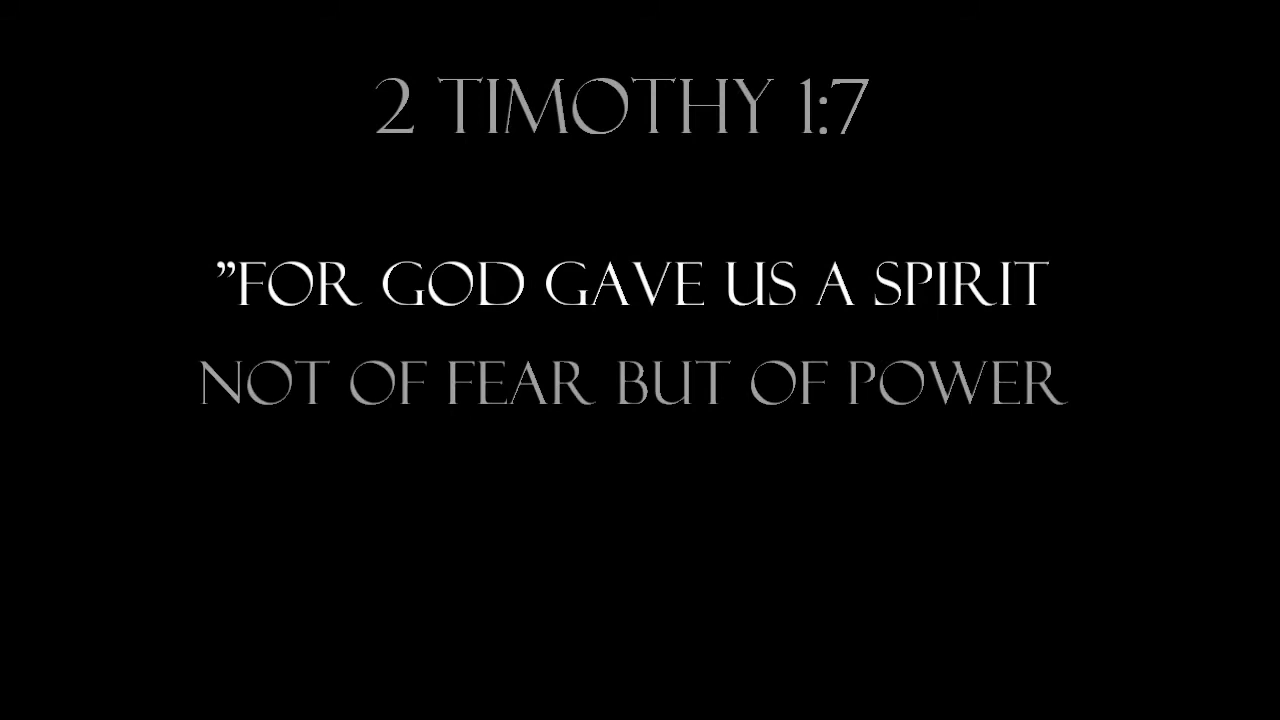 2 TIMOTHY 1:7
”FOR GOD GAVE US A SPIRIT
NOT OF FEAR BUT OF POWER